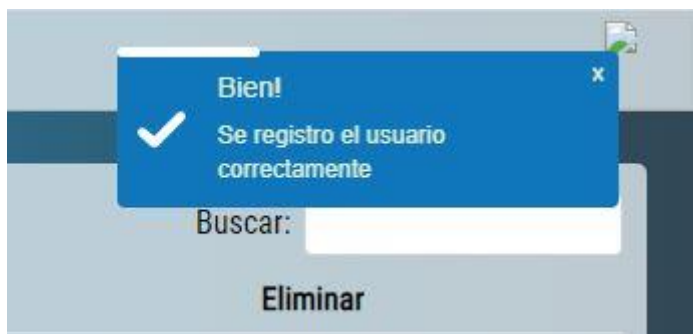 Bien!
x
Se registro el usuario
correctamente
Buscar:
Eliminar